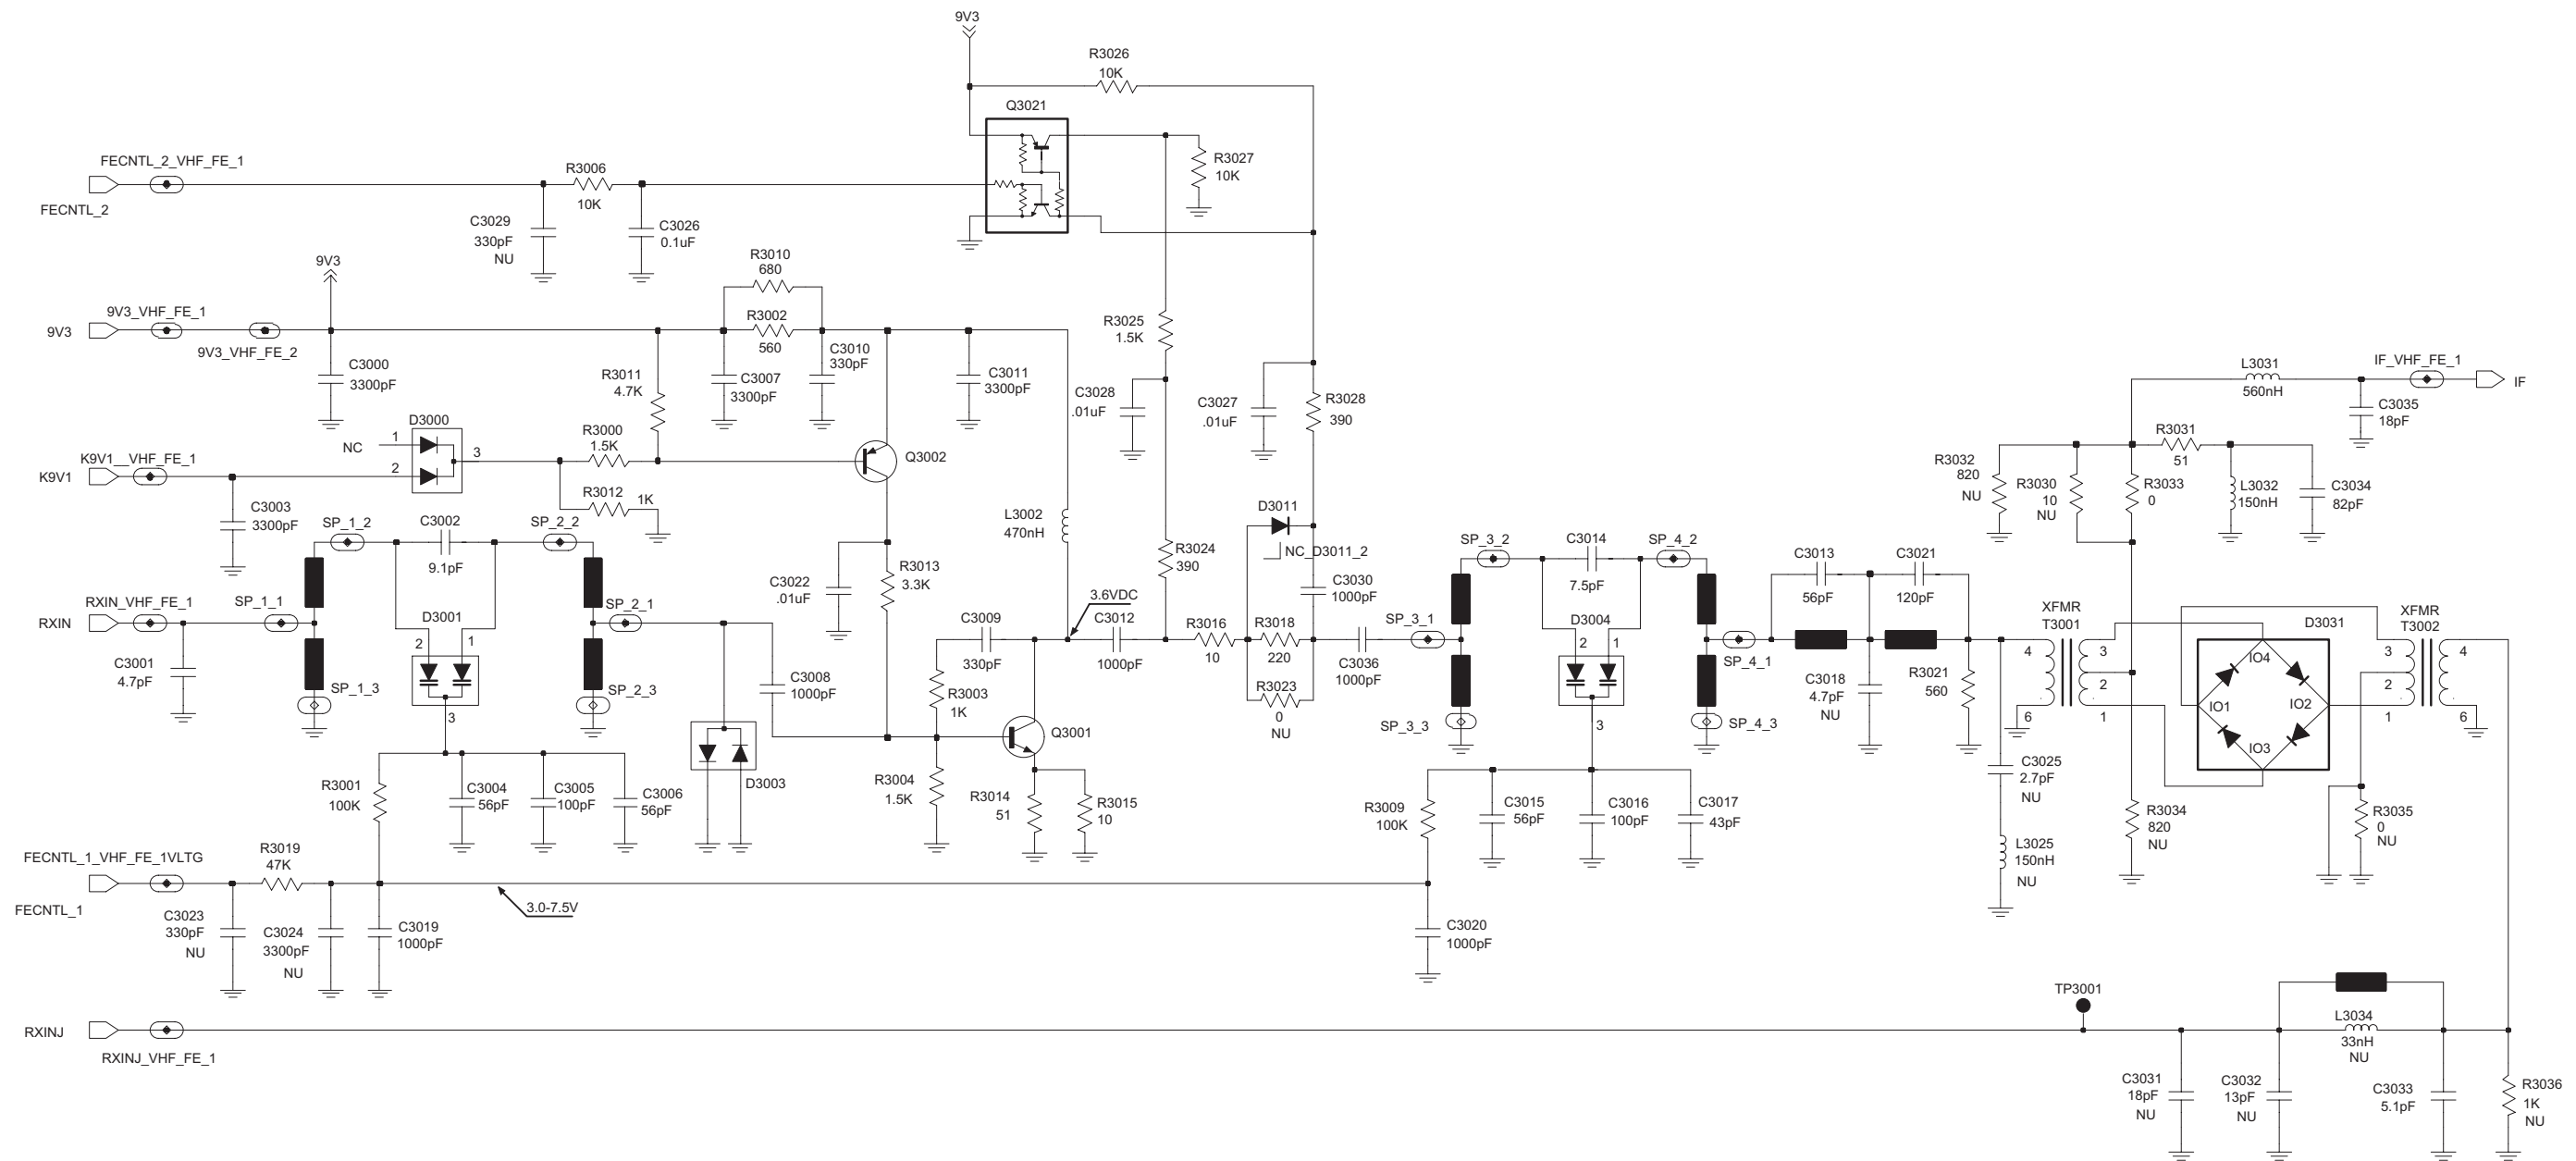 9V3
R3026
10K
Q3021
R3027
10K
FECNTL_2_VHF_FE_1
FECNTL_2
R3006
10K
C3029
330pF
NU
C3026
0.1uF
9V3
R3010
680
9V3
9V3_VHF_FE_1
9V3_VHF_FE_2
R3002
560
C3000
3300pF
R3011
4.7K
C3007
3300pF
C3010
330pF
C3011
3300pF
R3025
1.5K
C3028
.01uF
C3027
.01uF
R3028
390
L3031
560nH
IF_VHF_FE_1
IF
C3035
18pF
D3000
1
NC
2
3
K9V1__VHF_FE_1
K9V1
R3000
1.5K
Q3002
R3012
1K
C3003
3300pF
R3031
51
R3032
820
NU
R3030
10
NU
R3033
0
L3032
150nH
C3034
82pF
SP_1_2
C3002
9.1pF
SP_2_2
L3002
470nH
R3024
390
D3011
NC_D3011_2
C3030
1000pF
SP_3_2
C3014
7.5pF
SP_4_2
C3013
56pF
C3021
120pF
R3013
3.3K
C3022
.01uF
RXIN_VHF_FE_1
RXIN
SP_1_1
D3001
2
1
3
SP_2_1
C3001
4.7pF
SP_1_3
SP_2_3
C3008
1000pF
C3009
330pF
3.6VDC
C3012
1000pF
R3016
10
R3018
220
R3023
0
NU
C3036
1000pF
SP_3_1
SP_3_3
D3004
2
1
3
SP_4_1
SP_4_3
C3018
4.7pF
NU
R3021
560
XFMR
T3001
4
6
3
2
1
D3031
IO4
IO1
IO2
IO3
XFMR
T3002
3
2
1
4
6
R3003
1K
Q3001
D3003
R3004
1.5K
R3014
51
R3015
10
R3001
100K
C3004
56pF
C3005
100pF
C3006
56pF
R3009
100K
C3015
56pF
C3016
100pF
C3017
43pF
C3025
2.7pF
NU
L3025
150nH
NU
R3034
820
NU
R3035
0
NU
FECNTL_1_VHF_FE_1VLTG
FECNTL_1
R3019
47K
3.0-7.5V
C3023
330pF
NU
C3024
3300pF
NU
C3019
1000pF
C3020
1000pF
RXINJ
RXINJ_VHF_FE_1
TP3001
L3034
33nH
NU
C3031
18pF
NU
C3032
13pF
NU
C3033
5.1pF
R3036
1K
NU